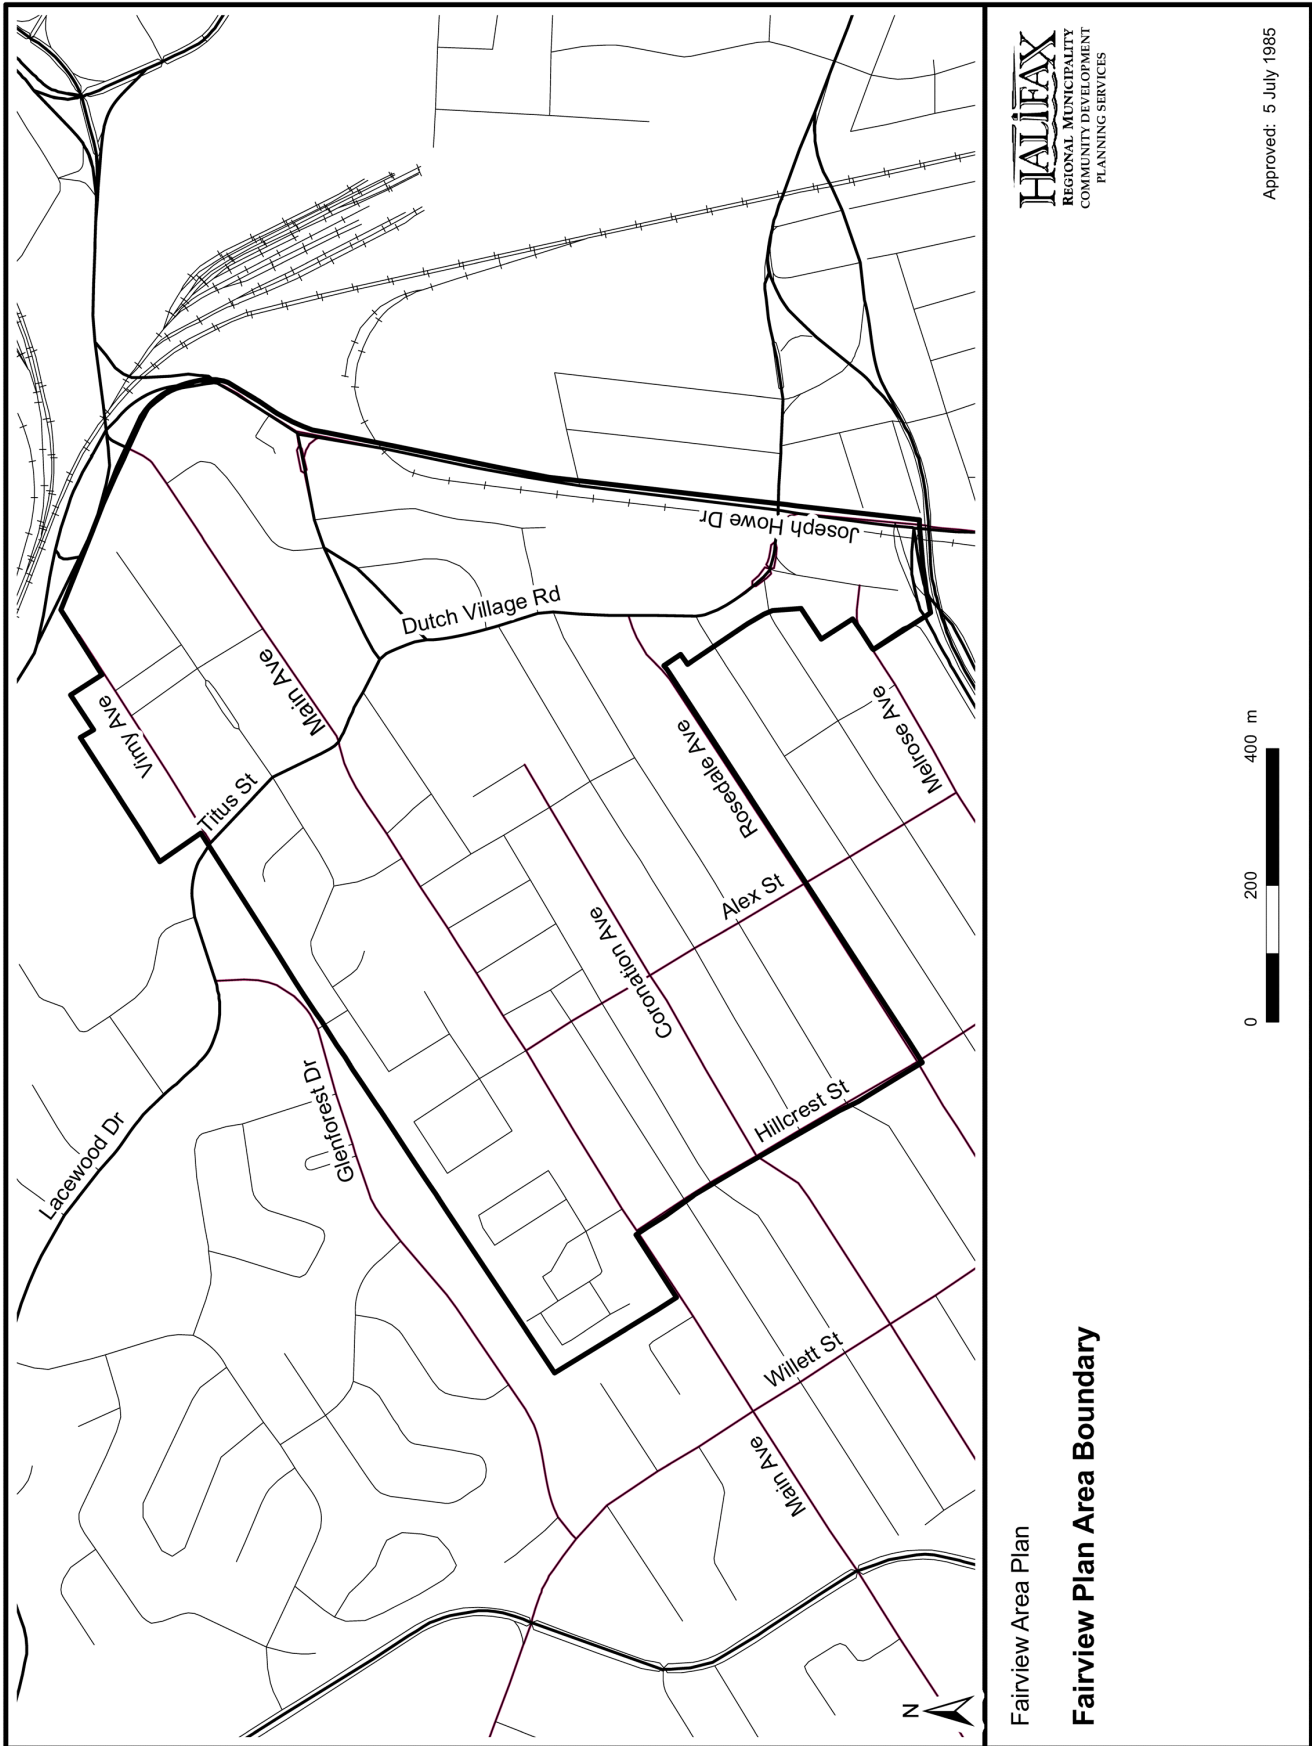 Lacewood Dr
Glenforest Dr
Titus St
Vimy Ave
Main Ave
Dutch Village Rd
Joseph Howe Dr
Main Ave
Willett St
Hillcrest St
Coronation Ave
Alex St
Rosedale Ave
Melrose Ave
N
Fairview Area Plan
Fairview Plan Area Boundary
0 200 400 m
HALIFAX
REGIONAL MUNICIPALITY
COMMUNITY DEVELOPMENT
PLANNING SERVICES
Approved: 5 July 1985